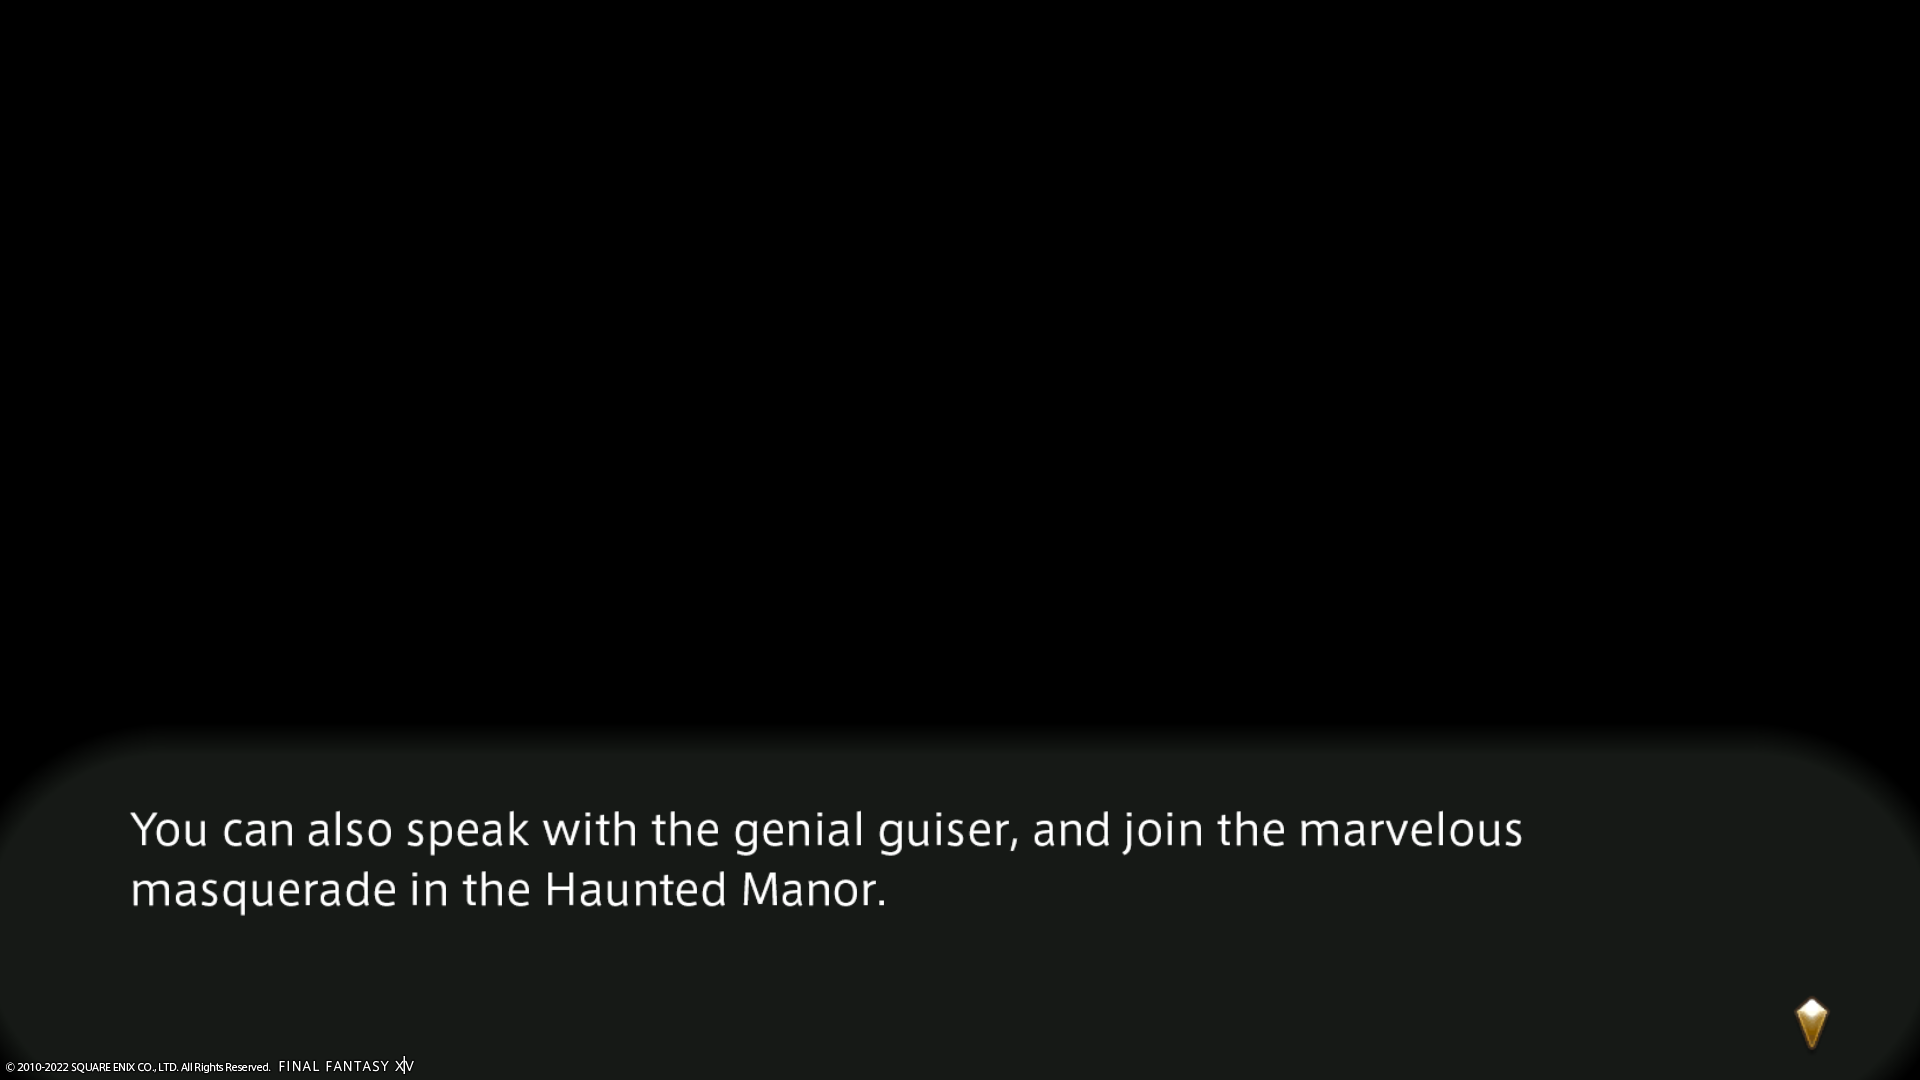 You can also speak with the genial guiser, and join the marvelous
masquerade in the Haunted Manor.
© 2010-2022 SQUARE ENIX CO., LTD. All Rights Reserved. FINAL FANTASY XIV